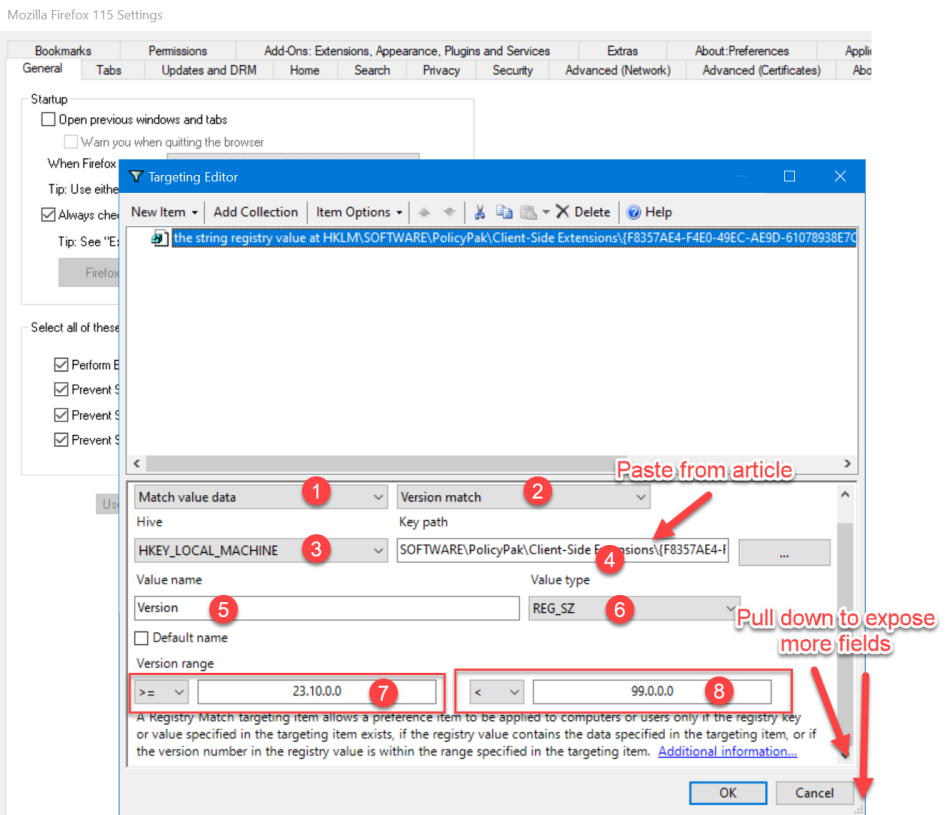 Mozilla Firefox 115 Settings
Bookmarks Permissions Add-Ons: Extensions, Appearance, Plugins and Services Extras About:Preferences Applic
General Tabs Updates and DRM Home Search Privacy Security Advanced (Network) Advanced (Certificates) Abo
Startup
Open previous windows and tabs
Warn you when quitting the browser
When Firefox
Tip: Use eithe
Always che
Tip: See "E
Firefox
Select all of these
Perform E
Prevent S
Prevent S
Prevent S
Use
Targeting Editor
New Item Add Collection Item Options Delete Help
the string registry value at HKLM\SOFTWARE\PolicyPak\Client-Side Extensions\{F8357AE4-F4E0-49EC-AE9D-61078938E7C
Paste from article
Match value data 1 Version match 2
Hive Key path
HKEY_LOCAL_MACHINE 3 SOFTWARE\PolicyPak\Client-Side Extensions\{F8357AE4-F 4 ...
Value name Value type
Version 5 REG_SZ 6
Pull down to expose
more fields
Default name
Version range
>= 23.10.0.0 7 < 99.0.0.0 8
A Registry Match targeting item allows a preference item to be applied to computers or users only if the registry key
or value specified in the targeting item exists, if the registry value contains the data specified in the targeting item, or if
the version number in the registry value is within the range specified in the targeting item. Additional information...
OK Cancel